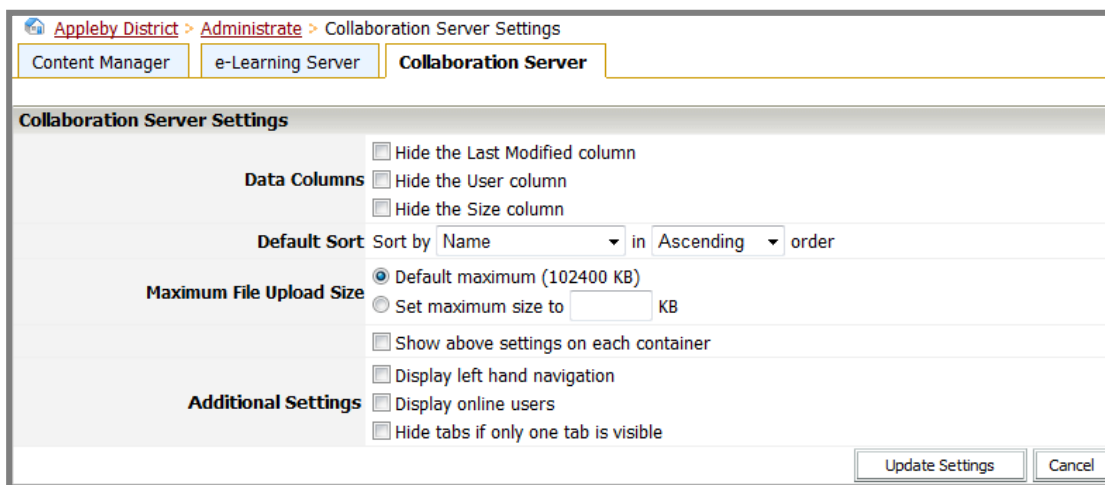 Appleby District > Administrate > Collaboration Server Settings
Content Manager e-Learning Server Collaboration Server
Collaboration Server Settings
Hide the Last Modified column
Data Columns Hide the User column
Hide the Size column
Default Sort Sort by Name in Ascending order
Default maximum (102400 KB)
Maximum File Upload Size
Set maximum size to KB
Show above settings on each container
Display left hand navigation
Additional Settings Display online users
Hide tabs if only one tab is visible
Update Settings Cancel